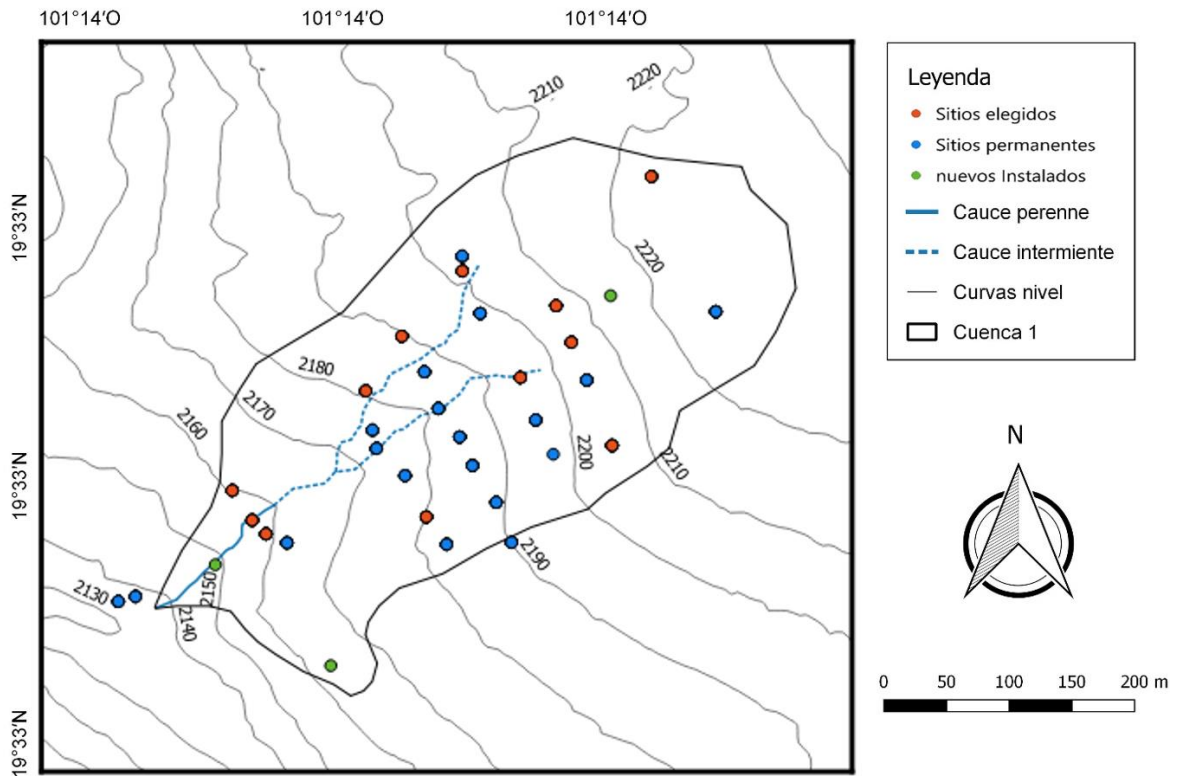 101°14'O 101°14'O 101°14'O
19°33'N
19°33'N
19°33'N
2210
2220
2220
2180
2170
2160
2200
2210
2190
2150
2130
2140
Leyenda
Sitios elegidos
Sitios permanentes
nuevos Instalados
Cauce perenne
Cauce intermiente
Curvas nivel
Cuenca 1
N
0 50 100 150 200 m